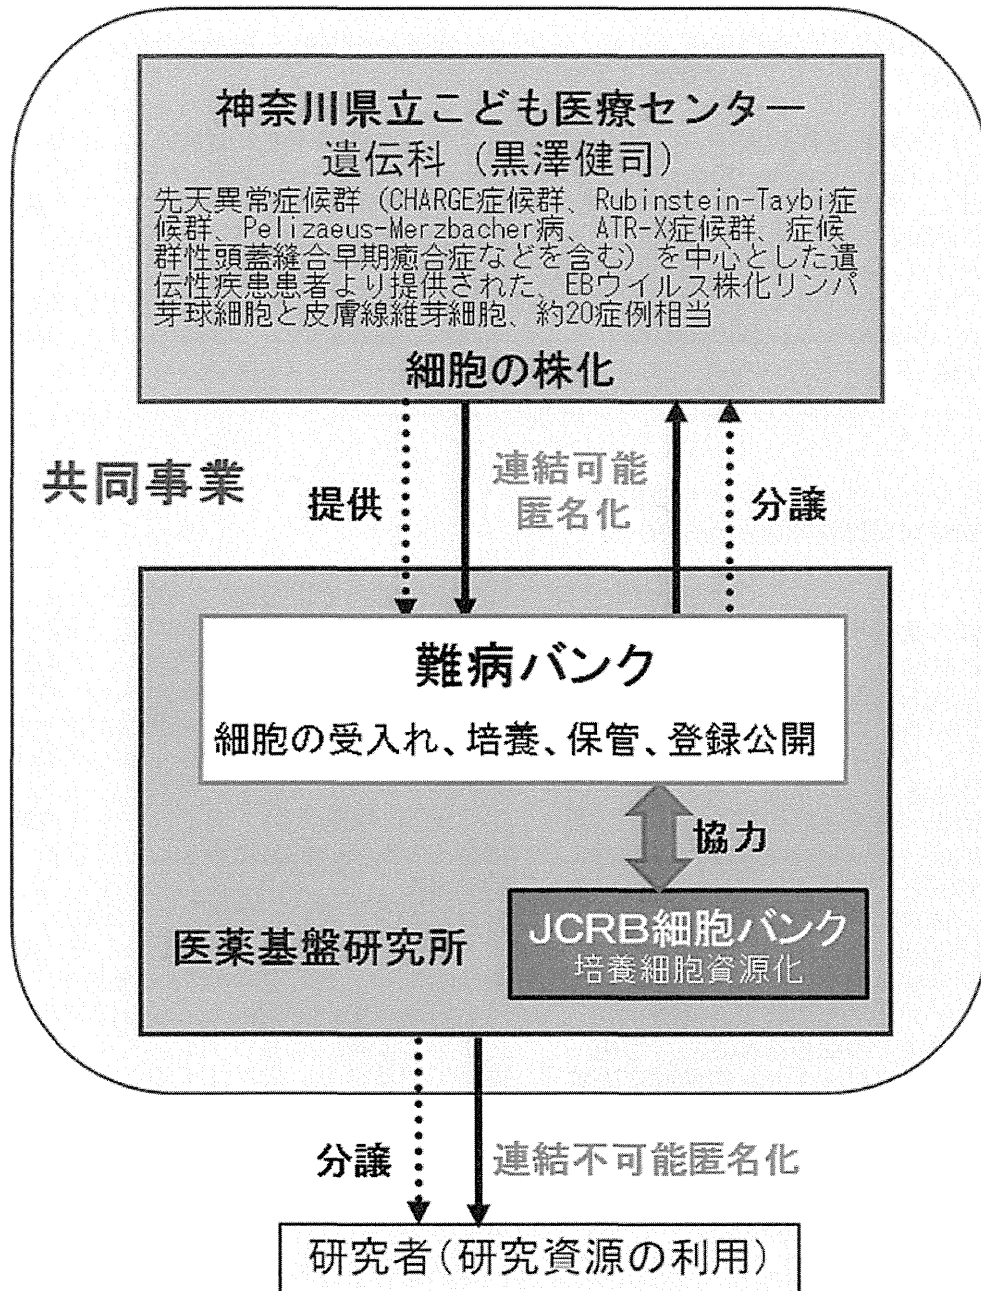 神奈川県立こども医療センター
遺伝科（黒澤健司）
先天異常症候群（CHARGE症候群、Rubinstein-Taybi症
候群、Pelizaeus-Merzbacher病、ATR-X症候群、症候
群性頭蓋縫合早期癒合症などを含む）を中心とした遺
伝性疾患患者より提供された、EBウイルス株化リンパ
芽球細胞と皮膚線維芽細胞、約20症例相当
細胞の株化
共同事業
提供
連結可能
匿名化
分譲
難病バンク
細胞の受入れ、培養、保管、登録公開
協力
医薬基盤研究所
JCRB細胞バンク
培養細胞資源化
分譲
連結不可能匿名化
研究者（研究資源の利用）